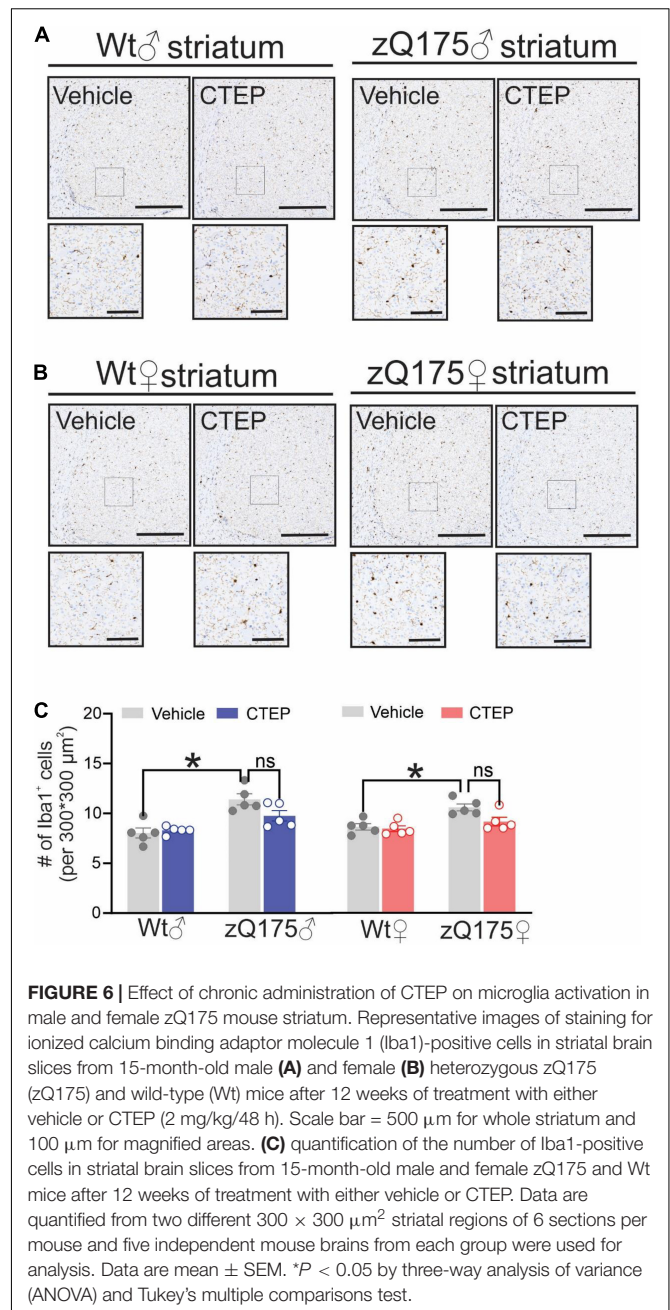 A
Wt♂ striatum zQ175♂ striatum
Vehicle CTEP Vehicle CTEP
B
Wt♀ striatum zQ175♀ striatum
Vehicle CTEP Vehicle CTEP
C
Vehicle CTEP Vehicle CTEP
# of Iba1⁺ cells
(per 300*300 µm²)
20
15
10
5
0
* ns * ns
Wt♂ zQ175♂ Wt♀ zQ175♀
FIGURE 6 | Effect of chronic administration of CTEP on microglia activation in
male and female zQ175 mouse striatum. Representative images of staining for
ionized calcium binding adaptor molecule 1 (Iba1)-positive cells in striatal brain
slices from 15-month-old male (A) and female (B) heterozygous zQ175
(zQ175) and wild-type (Wt) mice after 12 weeks of treatment with either
vehicle or CTEP (2 mg/kg/48 h). Scale bar = 500 µm for whole striatum and
100 µm for magnified areas. (C) quantification of the number of Iba1-positive
cells in striatal brain slices from 15-month-old male and female zQ175 and Wt
mice after 12 weeks of treatment with either vehicle or CTEP. Data are
quantified from two different 300 × 300 µm² striatal regions of 6 sections per
mouse and five independent mouse brains from each group were used for
analysis. Data are mean ± SEM. *P < 0.05 by three-way analysis of variance
(ANOVA) and Tukey's multiple comparisons test.